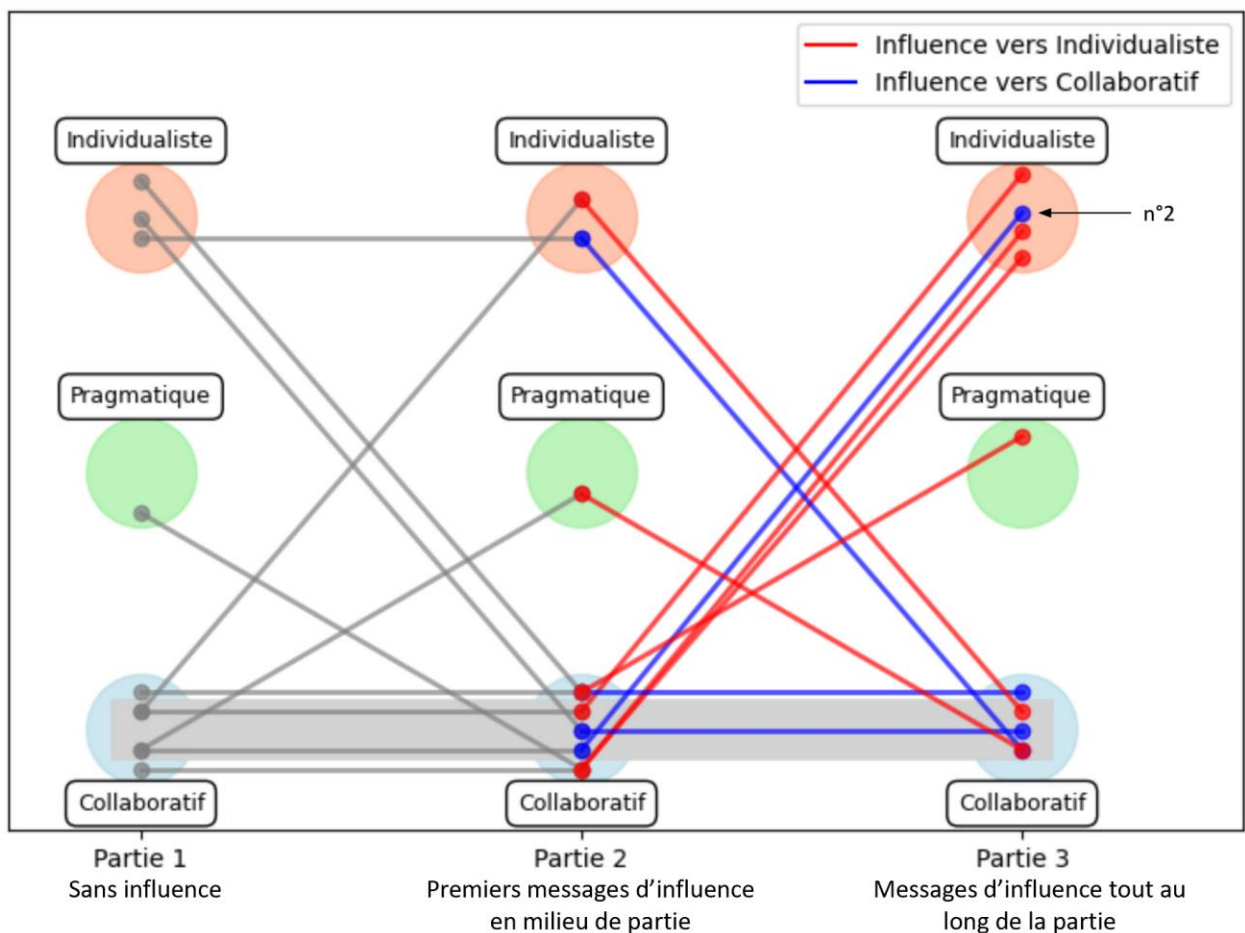 Influence vers Individualiste
Influence vers Collaboratif
Individualiste
Individualiste
Individualiste
n°2
Pragmatique
Pragmatique
Pragmatique
Collaboratif
Collaboratif
Collaboratif
Partie 1
Partie 2
Partie 3
Sans influence
Premiers messages d’influence
en milieu de partie
Messages d’influence tout au
long de la partie